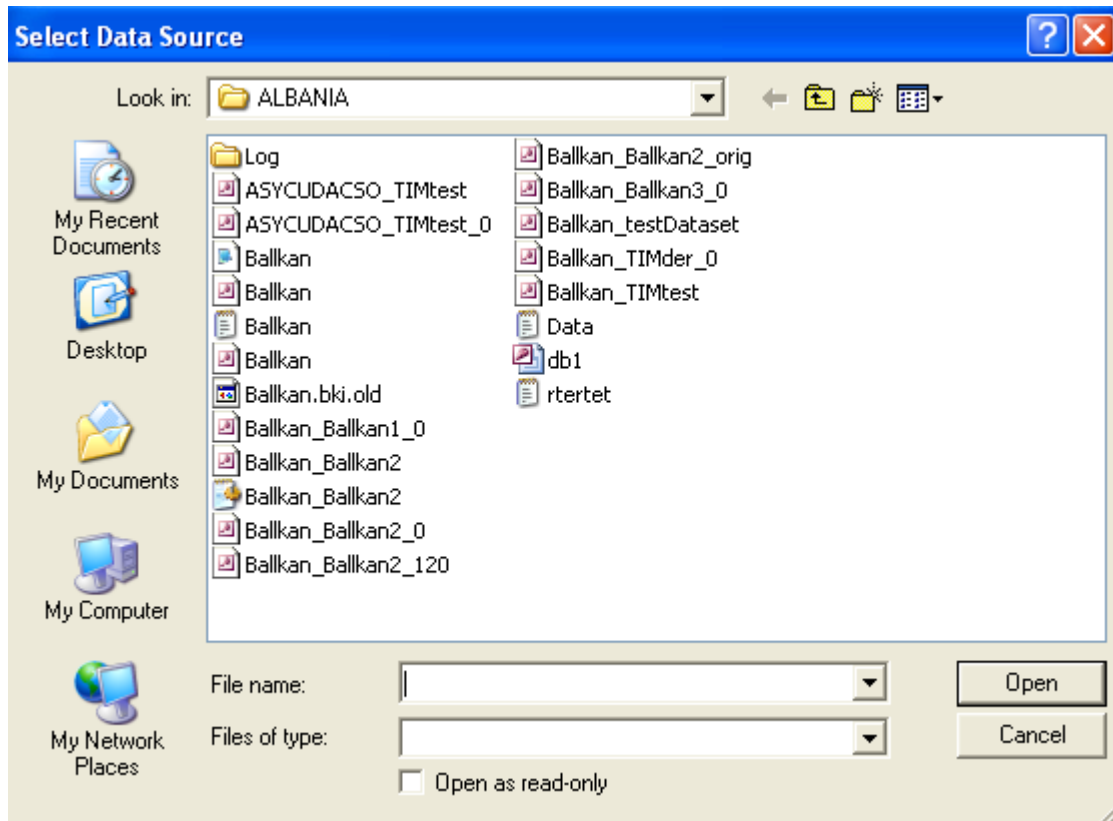 Select Data Source
Look in: ALBANIA
My Recent
Documents
Desktop
My Documents
My Computer
My Network
Places
Log
ASYCUDACSO_TIMtest
ASYCUDACSO_TIMtest_0
Ballkan
Ballkan
Ballkan
Ballkan
Ballkan.bki.old
Ballkan_Ballkan1_0
Ballkan_Ballkan2
Ballkan_Ballkan2
Ballkan_Ballkan2_0
Ballkan_Ballkan2_120
Ballkan_Ballkan2_orig
Ballkan_Ballkan3_0
Ballkan_testDataset
Ballkan_TIMder_0
Ballkan_TIMtest
Data
db1
rtertet
File name:
Open
Files of type:
Cancel
Open as read-only